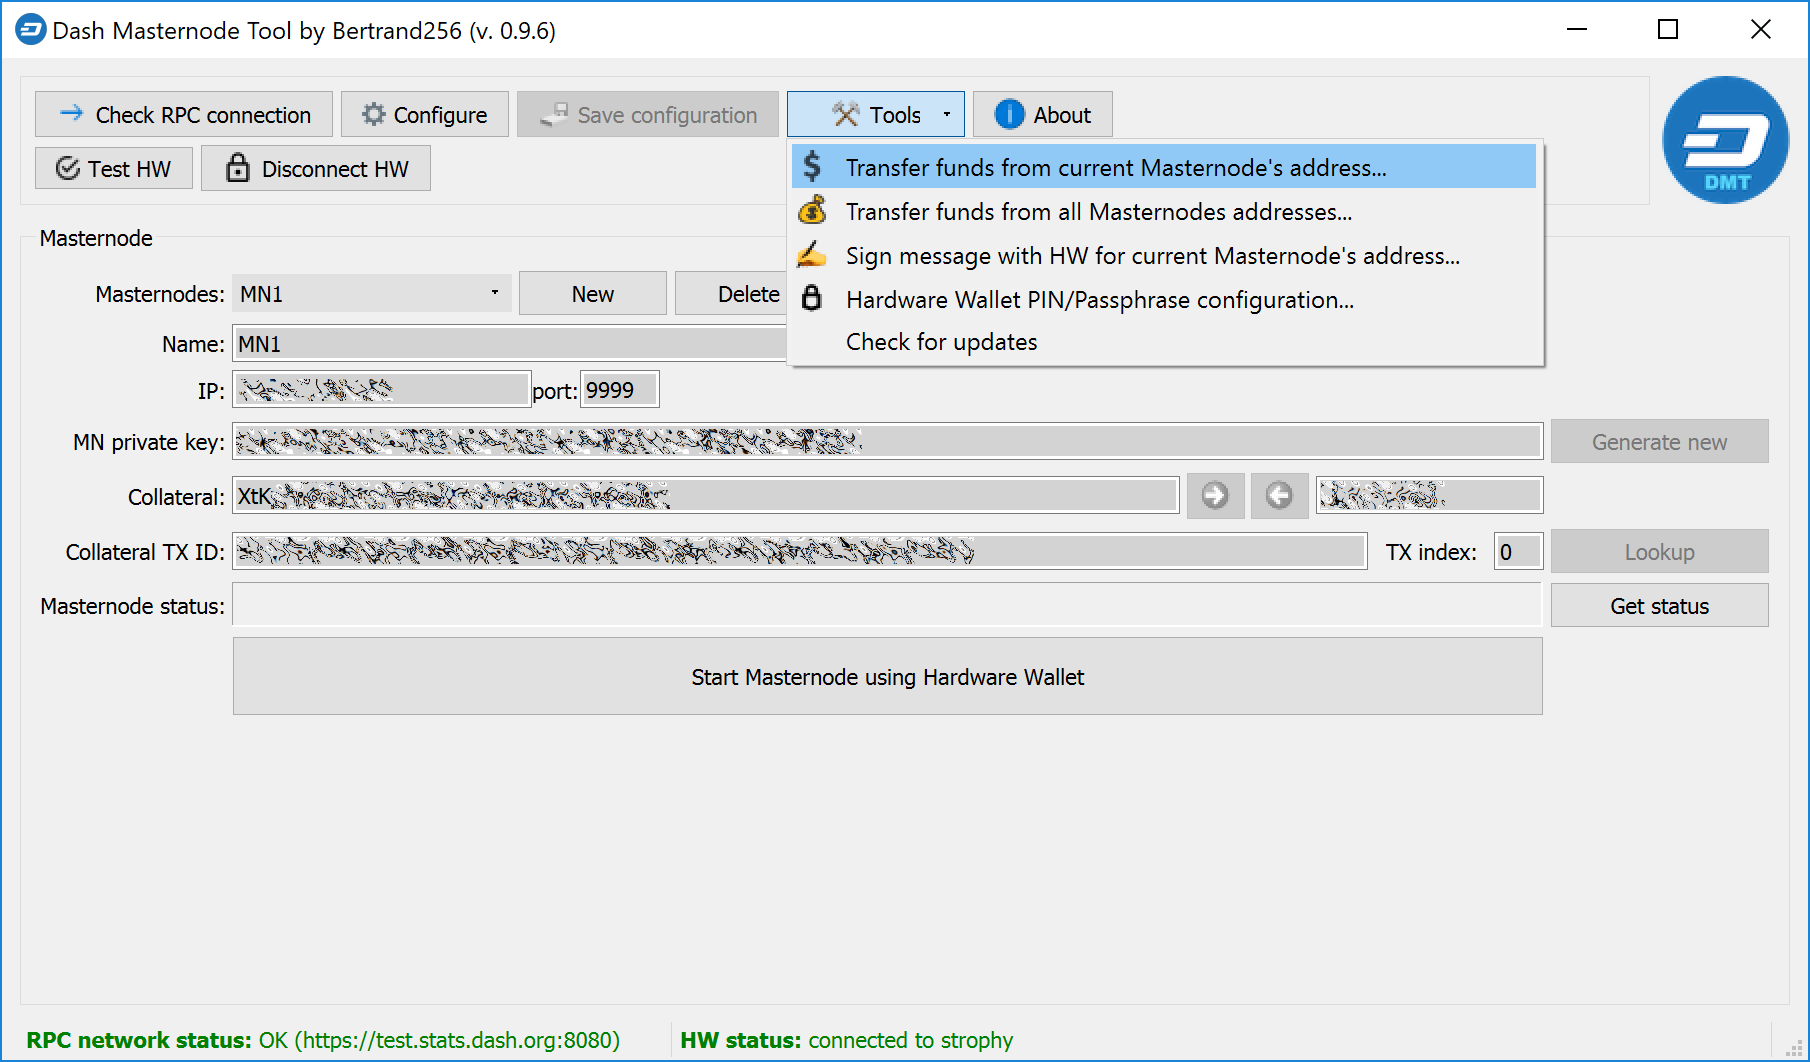 Dash Masternode Tool by Bertrand256 (v. 0.9.6)
Check RPC connection Configure Save configuration Tools About
DMT
Test HW Disconnect HW
Transfer funds from current Masternode's address...
Transfer funds from all Masternodes addresses...
Sign message with HW for current Masternode's address...
Hardware Wallet PIN/Passphrase configuration...
Check for updates
Masternode
Masternodes: MN1 New Delete
Name: MN1
IP: port: 9999
MN private key: Generate new
Collateral: XtK
Collateral TX ID: TX index: 0 Lookup
Masternode status: Get status
Start Masternode using Hardware Wallet
RPC network status: OK (https://test.stats.dash.org:8080) HW status: connected to strophy